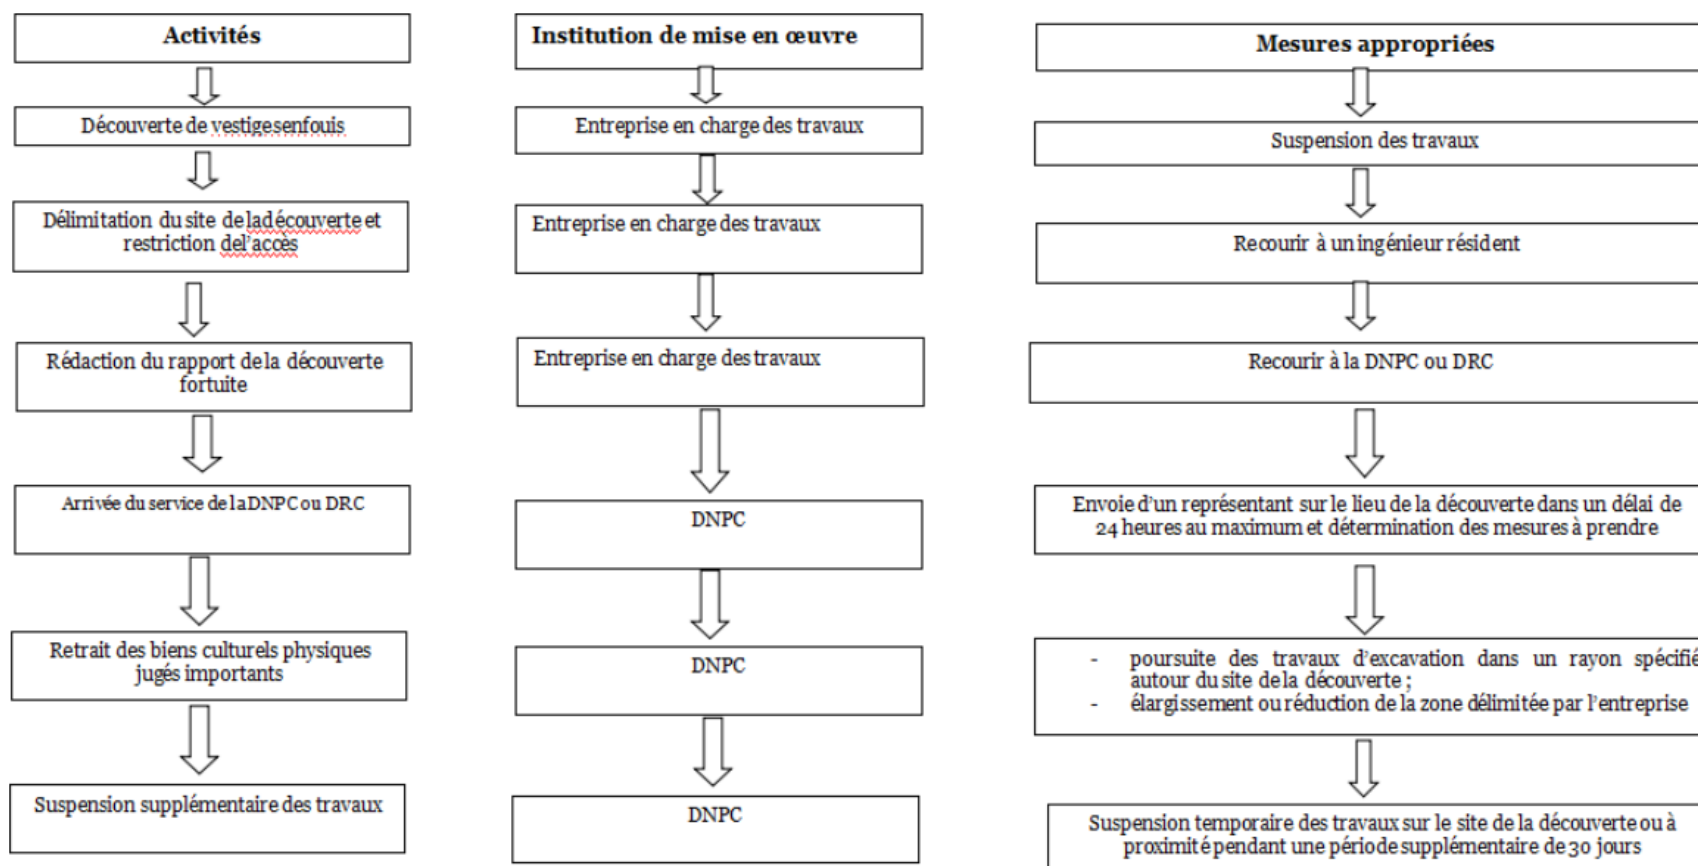 Activités
Découverte de vestigesenfouis
Délimitation du site de ladécouverte et
restriction del'accès
Rédaction du rapport de la découverte
fortuite
Arrivée du service de la DNPC ou DRC
Retrait des biens culturels physiques
jugés importants
Suspension supplémentaire des travaux
Institution de mise en œuvre
Entreprise en charge des travaux
Entreprise en charge des travaux
Entreprise en charge des travaux
DNPC
DNPC
DNPC
Mesures appropriées
Suspension des travaux
Recourir à un ingénieur résident
Recourir à la DNPC ou DRC
Envoie d'un représentant sur le lieu de la découverte dans un délai de
24 heures au maximum et détermination des mesures à prendre
- poursuite des travaux d'excavation dans un rayon spécifié
autour du site de la découverte ;
- élargissement ou réduction de la zone délimitée par l'entreprise
Suspension temporaire des travaux sur le site de la découverte ou à
proximité pendant une période supplémentaire de 30 jours